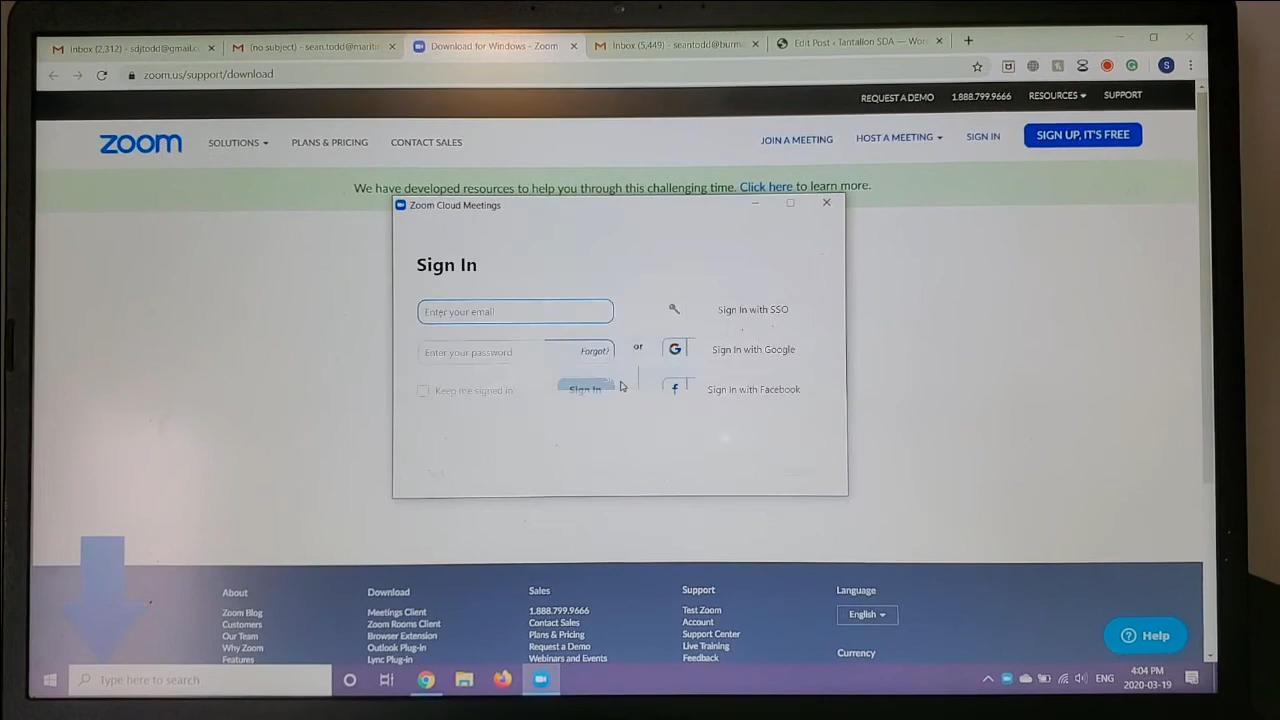 Inbox (2,312) - sdjtodd@gmail.c
(no subject) - sean.todd@marit
Download for Windows - Zoom
Inbox (5,449) - seantodd@burm
Edit Post ‹ Tantallon SDA — Wor
zoom.us/support/download
S
REQUEST A DEMO 1.888.799.9666 RESOURCES SUPPORT
zoom SOLUTIONS PLANS & PRICING CONTACT SALES JOIN A MEETING HOST A MEETING SIGN IN SIGN UP, IT'S FREE
We have developed resources to help you through this challenging time. Click here to learn more.
Zoom Cloud Meetings
Sign In
Enter your email
Sign In with SSO
Enter your password Forgot?
or
G Sign In with Google
Keep me signed in Sign In
f Sign In with Facebook
About
Zoom Blog
Customers
Our Team
Why Zoom
Features
Download
Meetings Client
Zoom Rooms Client
Browser Extension
Outlook Plug-in
Lync Plug-in
Sales
1.888.799.9666
Contact Sales
Plans & Pricing
Request a Demo
Webinars and Events
Support
Test Zoom
Account
Support Center
Live Training
Feedback
Language
English
Currency
Help
Type here to search
ENG
4:04 PM
2020-03-19